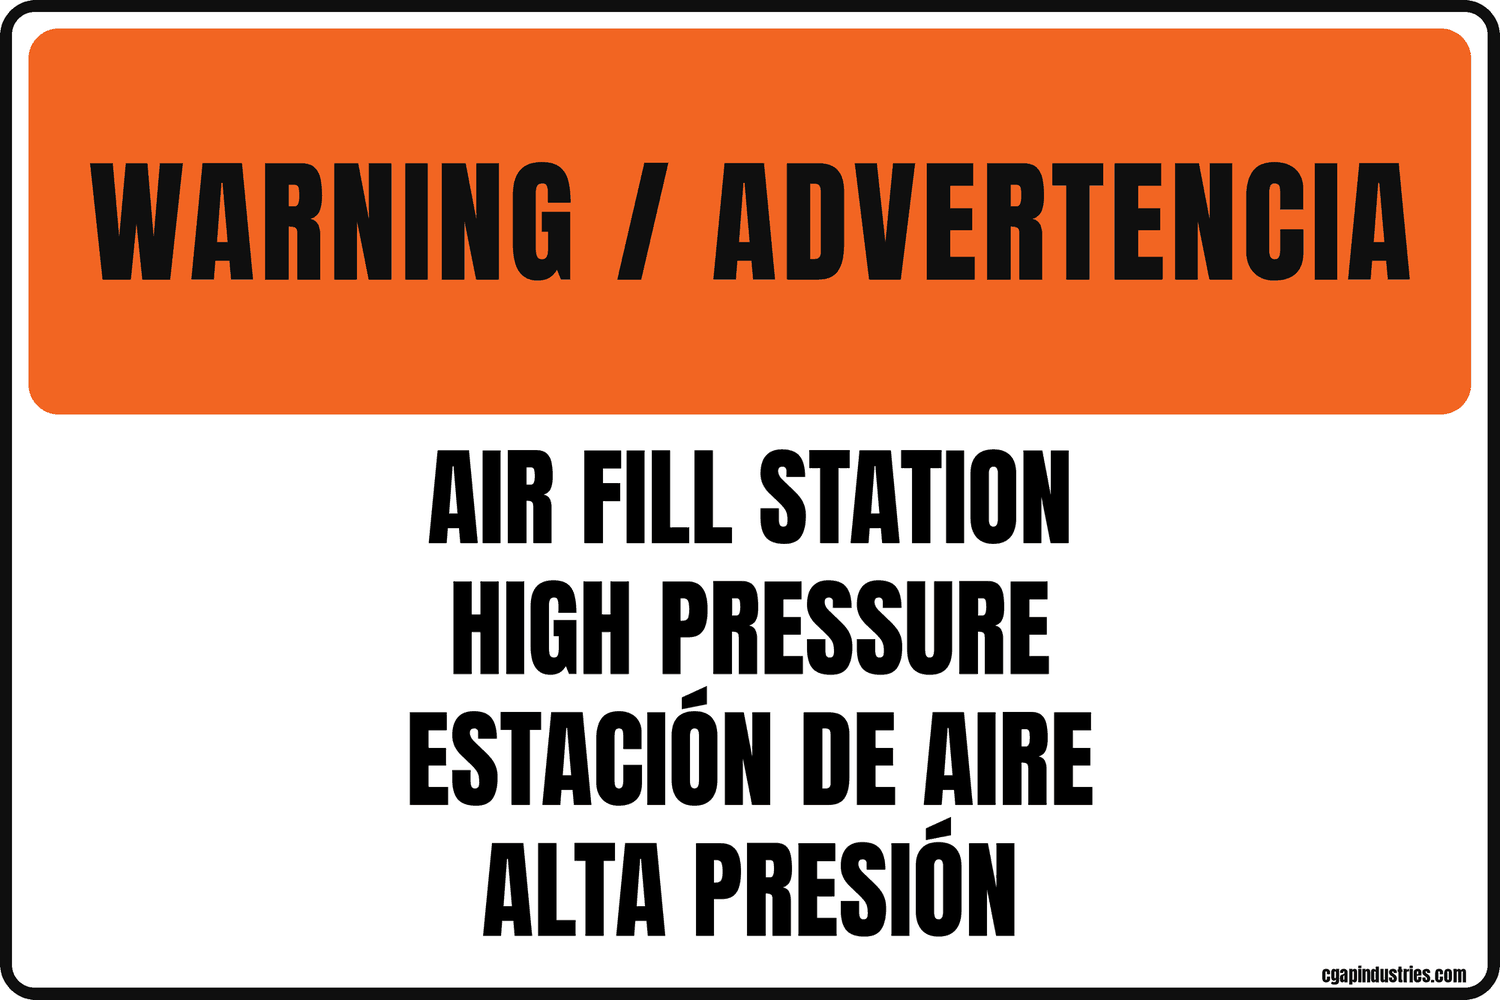 WARNING / ADVERTENCIA
AIR FILL STATION
HIGH PRESSURE
ESTACIÓN DE AIRE
ALTA PRESIÓN
cgapindustries.com